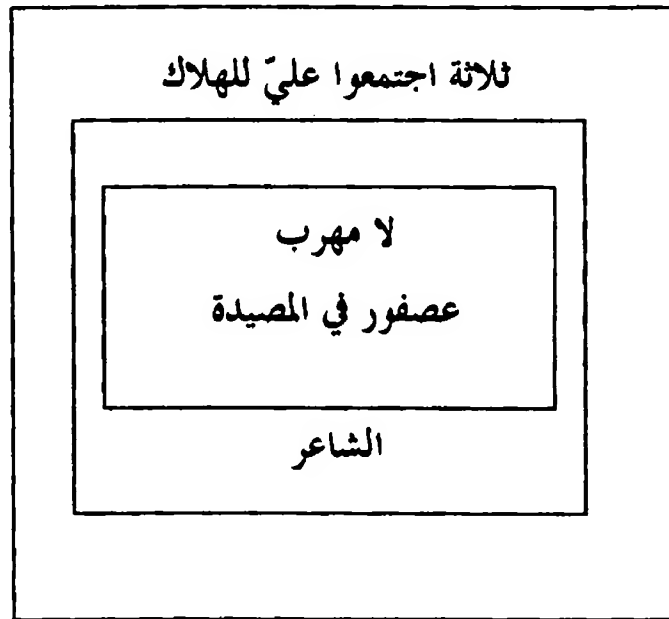 ثلاثة اجتمعوا عليّ للهلاك
لا مهرب
عصفور في المصيدة
الشاعر